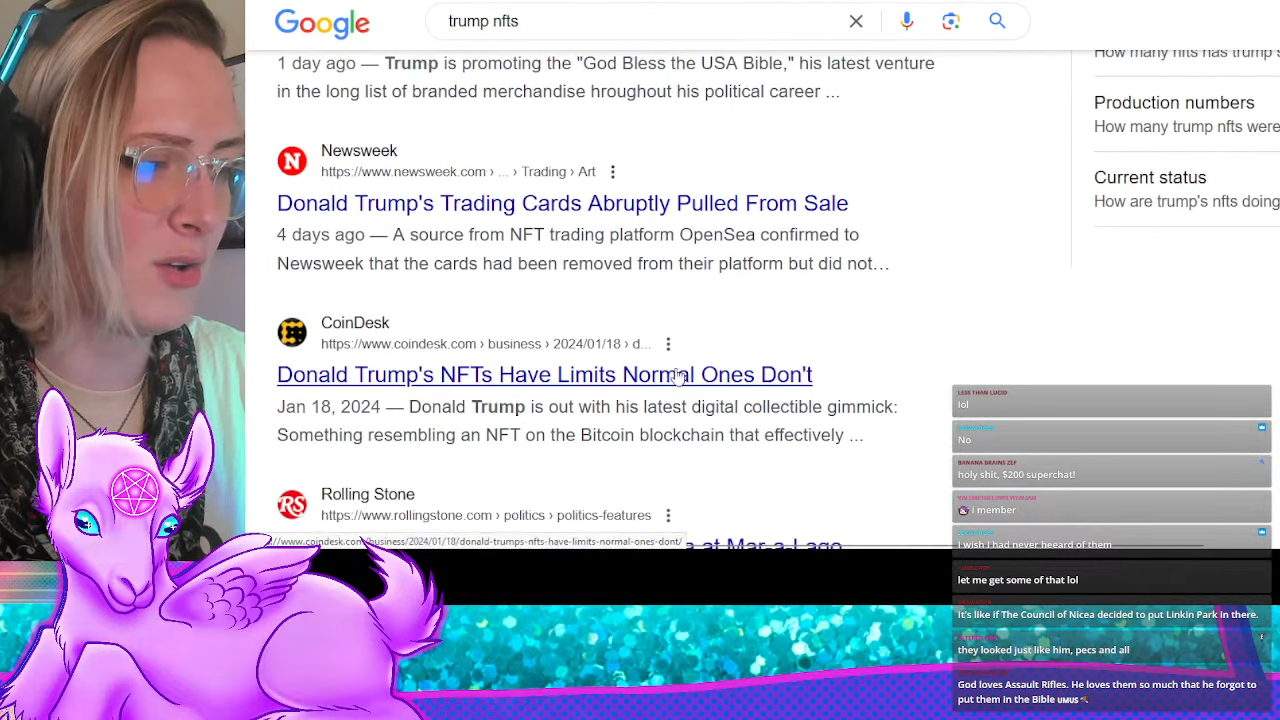 Google
trump nfts
1 day ago — Trump is promoting the "God Bless the USA Bible," his latest venture
in the long list of branded merchandise hroughout his political career ...
N
Newsweek
https://www.newsweek.com › ... › Trading › Art
Donald Trump's Trading Cards Abruptly Pulled From Sale
4 days ago — A source from NFT trading platform OpenSea confirmed to
Newsweek that the cards had been removed from their platform but did not...
CoinDesk
https://www.coindesk.com › business › 2024/01/18 › d...
Donald Trump's NFTs Have Limits Normal Ones Don't
Jan 18, 2024 — Donald Trump is out with his latest digital collectible gimmick:
Something resembling an NFT on the Bitcoin blockchain that effectively ...
RS
Rolling Stone
https://www.rollingstone.com › politics › politics-features
a at Mar-a-Lago
//www.coindesk.com/business/2024/01/18/donald-trumps-nfts-have-limits-normal-ones-dont/
How many nfts has trump s
Production numbers
How many trump nfts were
Current status
How are trump's nfts doing
LESS THAN LUCID
lol
No
BANANA BRAINS ZEF
holy shit, $200 superchat!
I member
I wish I had never heeard of them
let me get some of that lol
It's like if The Council of Nicea decided to put Linkin Park in there.
they looked just like him, pecs and all
God loves Assault Rifles. He loves them so much that he forgot to
put them in the Bible